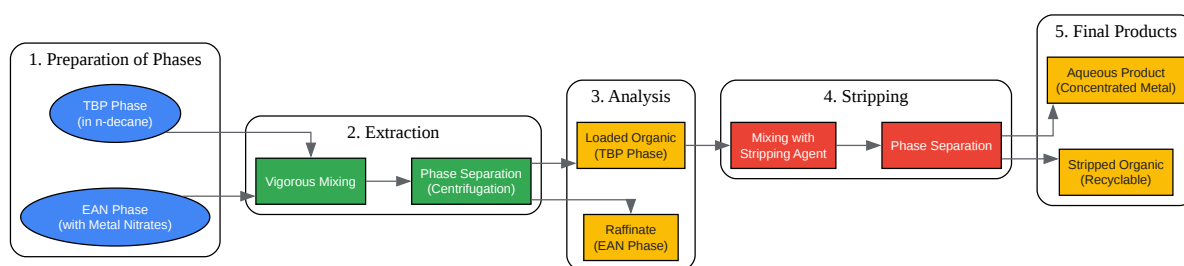 1. Preparation of Phases
TBP Phase
(in n-decane)
EAN Phase
(with Metal Nitrates)
2. Extraction
Vigorous Mixing
Phase Separation
(Centrifugation)
3. Analysis
Loaded Organic
(TBP Phase)
Raffinate
(EAN Phase)
4. Stripping
Mixing with
Stripping Agent
Phase Separation
5. Final Products
Aqueous Product
(Concentrated Metal)
Stripped Organic
(Recyclable)